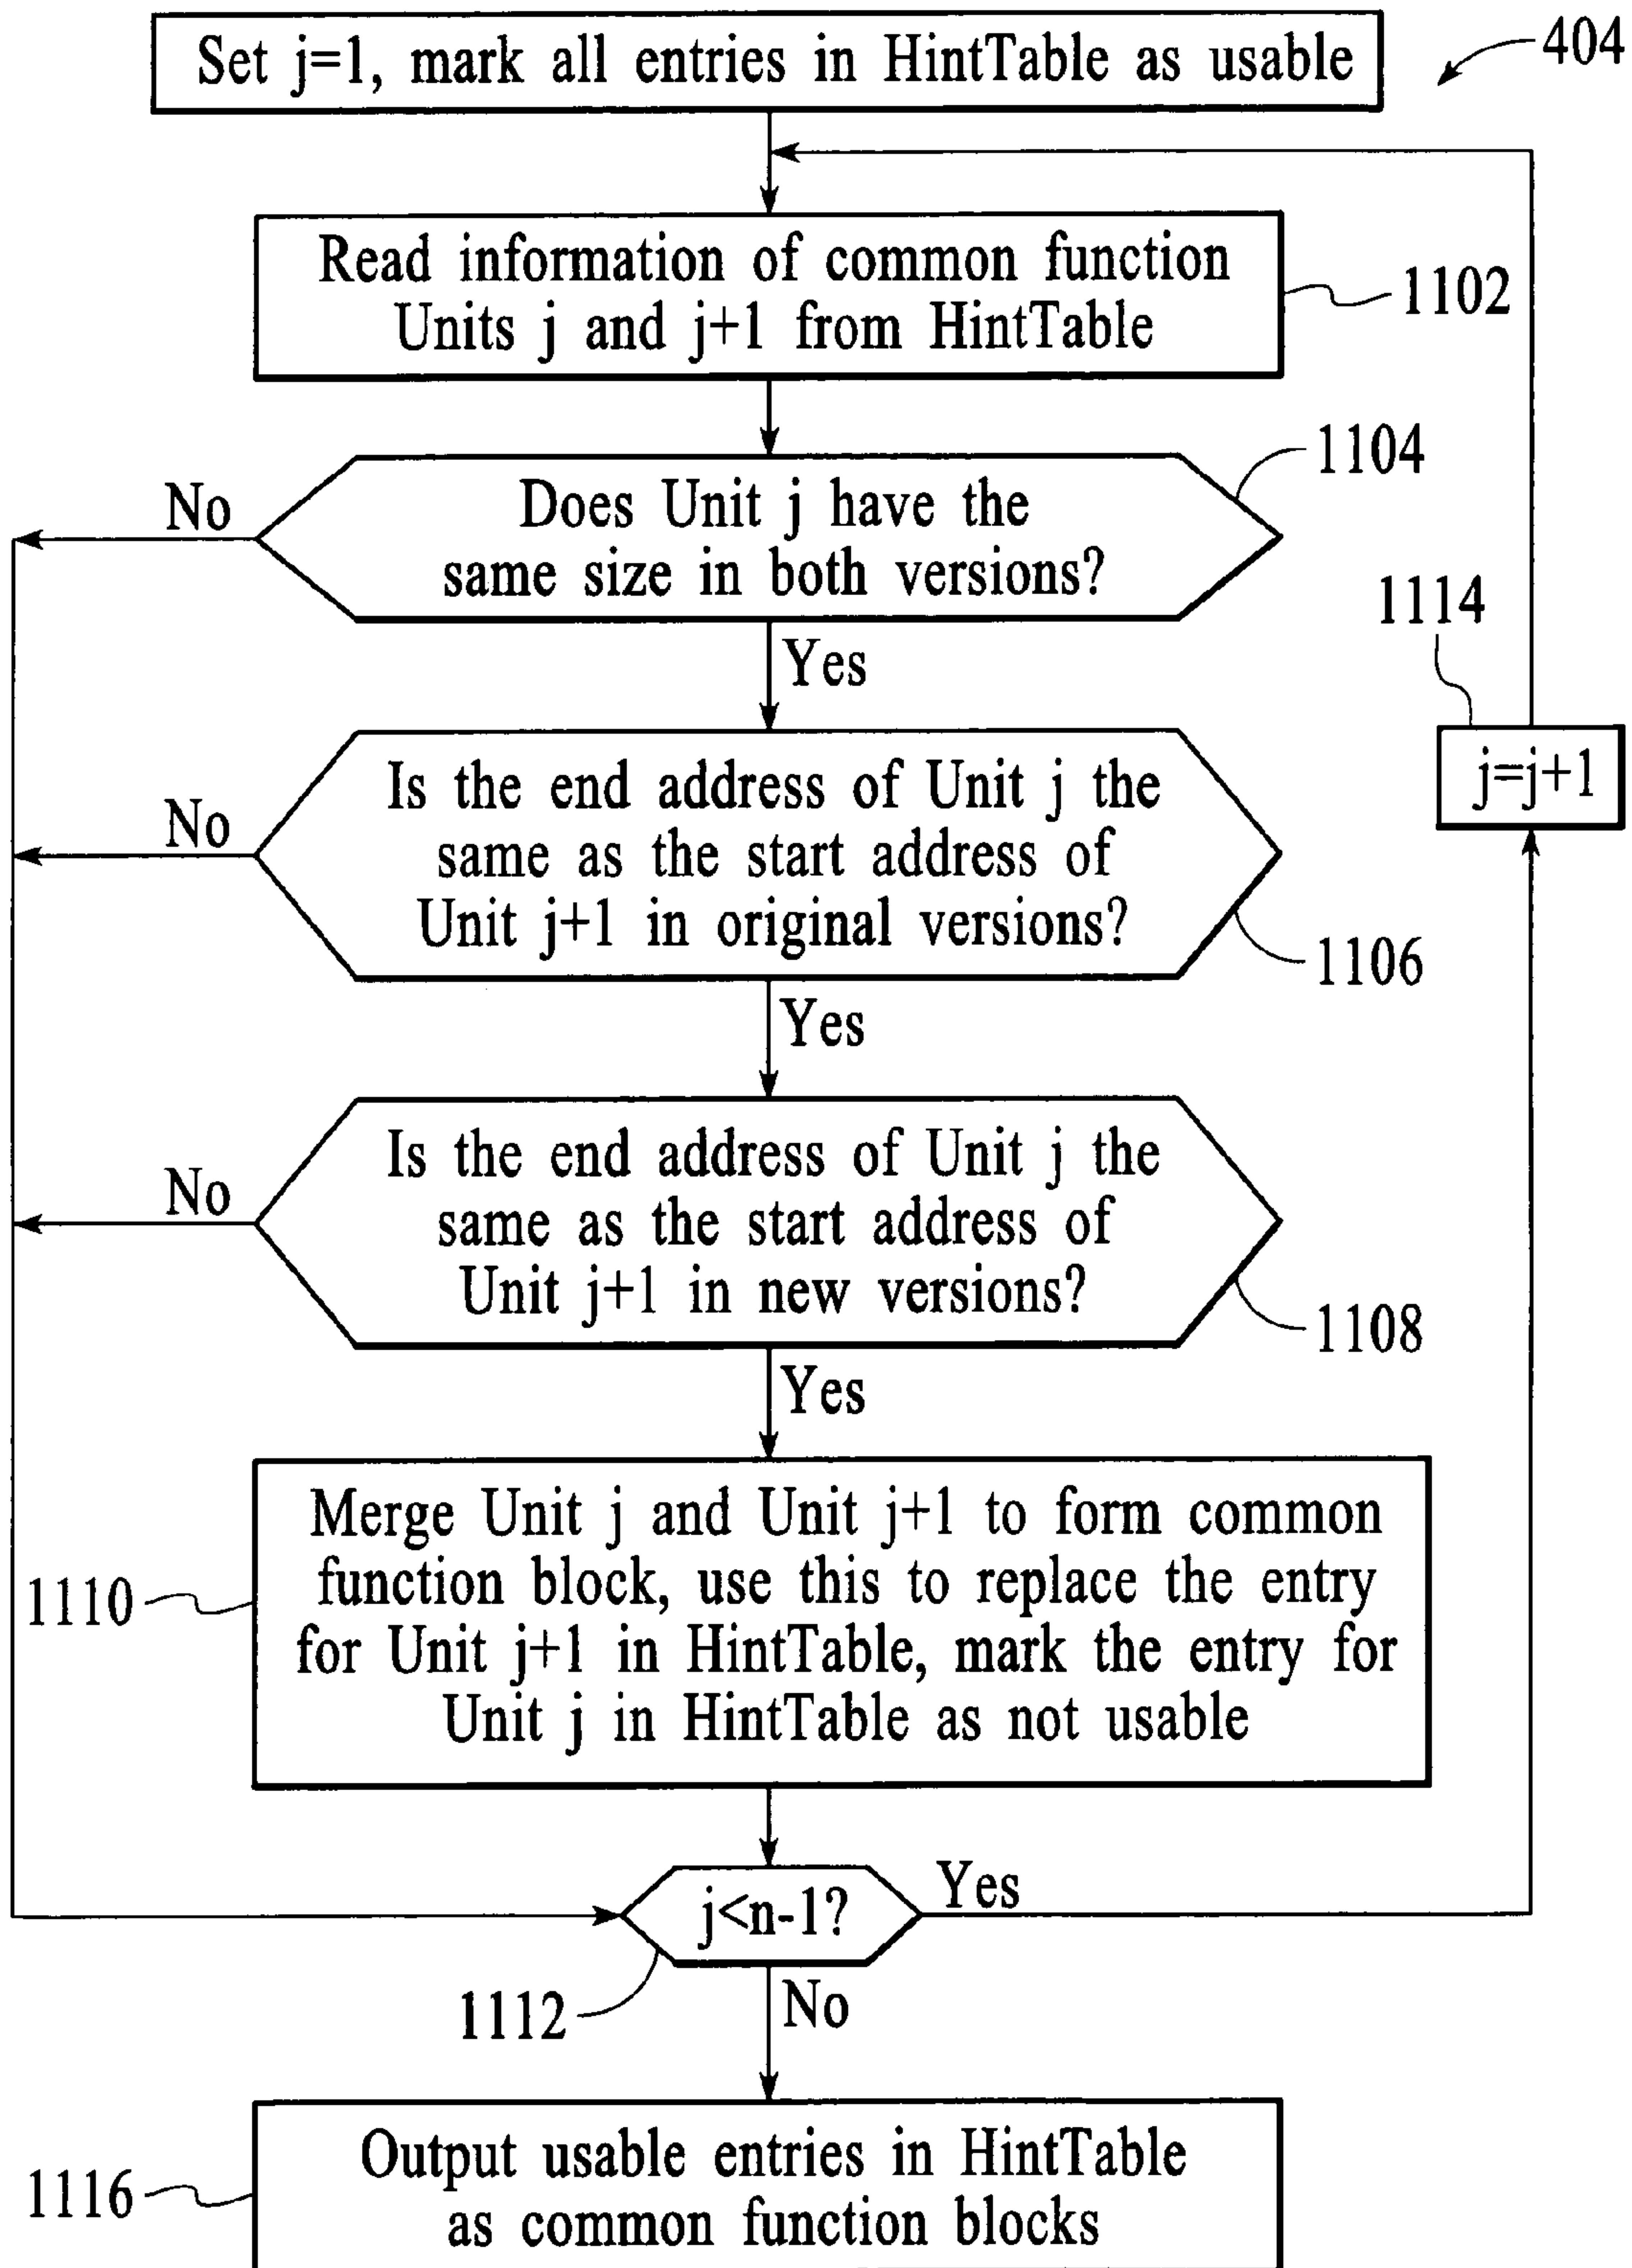 Set j=1, mark all entries in HintTable as usable
404
Read information of common function
Units j and j+1 from HintTable
1102
Does Unit j have the
same size in both versions?
1104
No
Yes
1114
j=j+1
Is the end address of Unit j the
same as the start address of
Unit j+1 in original versions?
No
1106
Yes
Is the end address of Unit j the
same as the start address of
Unit j+1 in new versions?
No
1108
Yes
Merge Unit j and Unit j+1 to form common
function block, use this to replace the entry
for Unit j+1 in HintTable, mark the entry for
Unit j in HintTable as not usable
1110
j<n-1?
Yes
1112
No
Output usable entries in HintTable
as common function blocks
1116